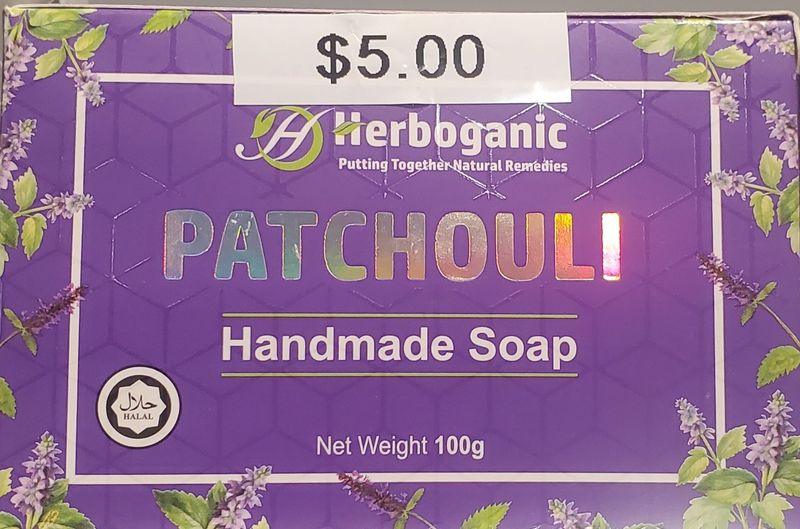 $5.00
Herboganic
Putting Together Natural Remedies
PATCHOULI
Handmade Soap
حلال
HALAL
Net Weight 100g